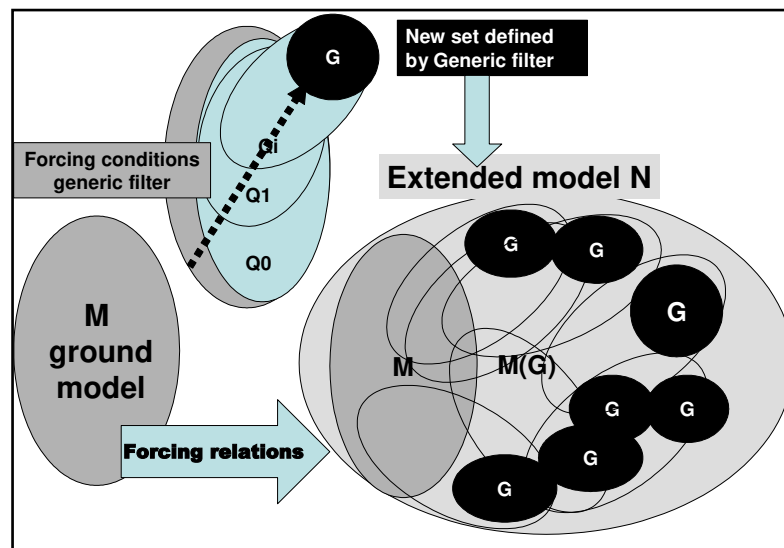 G
New set defined
by Generic filter
Qi
Forcing conditions
generic filter
Q1
Extended model N
Q0
M
ground
model
G
G
G
M
M(G)
G
G
G
G
Forcing relations